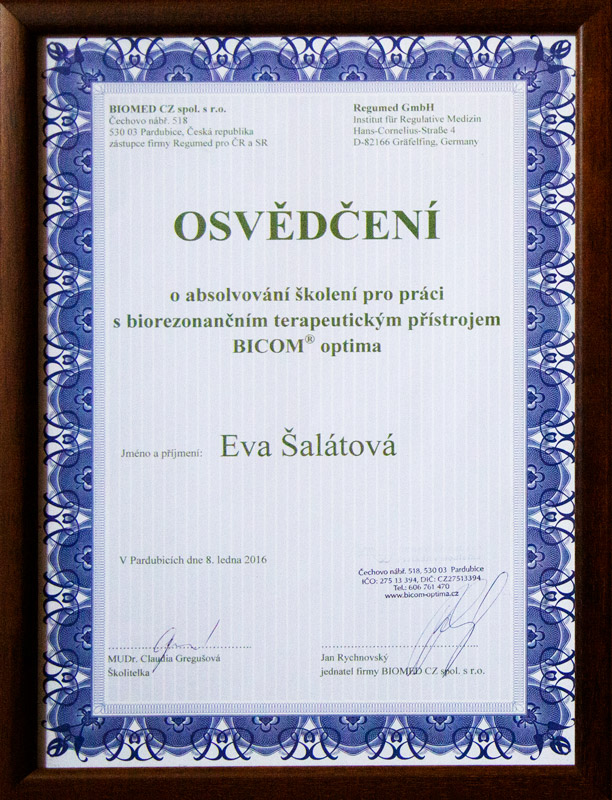 BIOMED CZ spol. s r.o.
Čechovo nábř. 518
530 03 Pardubice, Česká republika
zástupce firmy Regumed pro ČR a SR
Regumed GmbH
Institut für Regulative Medizin
Hans-Cornelius-Straße 4
D-82166 Gräfelfing, Germany
OSVĚDČENÍ
o absolvování školení pro práci
s biorezonančním terapeutickým přístrojem
BICOM® optima
Jméno a příjmení: Eva Šalátová
V Pardubicích dne 8. ledna 2016
Čechovo nábř. 518, 530 03 Pardubice
IČO: 275 13 394, DIČ: CZ27513394
Tel.: 606 761 470
www.bicom-optima.cz
MUDr. Claudia Gregušová
Školitelka
Jan Rychnovský
jednatel firmy BIOMED CZ spol. s r.o.